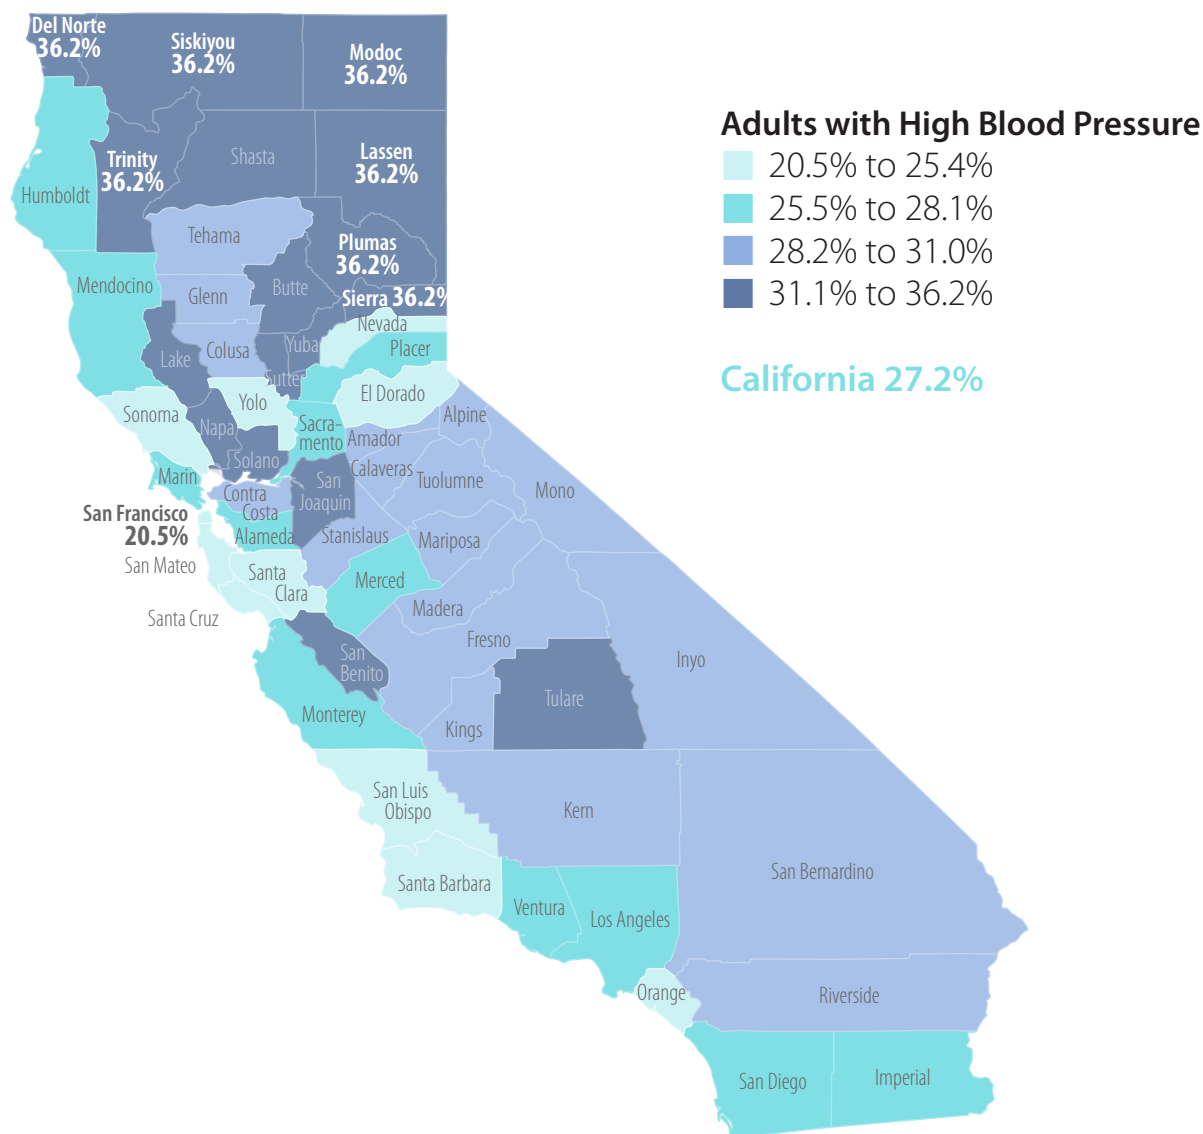 Del Norte
36.2%
Siskiyou
36.2%
Modoc
36.2%
Adults with High Blood Pressure
20.5% to 25.4%
25.5% to 28.1%
28.2% to 31.0%
31.1% to 36.2%
California 27.2%
Trinity
36.2%
Shasta
Lassen
36.2%
Humboldt
Tehama
Plumas
36.2%
Mendocino
Glenn
Butte
Sierra 36.2%
Nevada
Colusa
Yuba
Placer
Lake
Sutter
El Dorado
Sonoma
Yolo
Napa
Sacra-
mento
Alpine
Amador
Solano
Marin
Calaveras
Tuolumne
Mono
Contra
Costa
San
Joaquin
San Francisco
20.5%
Alameda
Stanislaus
Mariposa
San Mateo
Santa
Clara
Merced
Santa Cruz
Madera
Fresno
San
Benito
Inyo
Monterey
Kings
Tulare
San Luis
Obispo
Kern
Santa Barbara
San Bernardino
Ventura
Los Angeles
Orange
Riverside
San Diego
Imperial